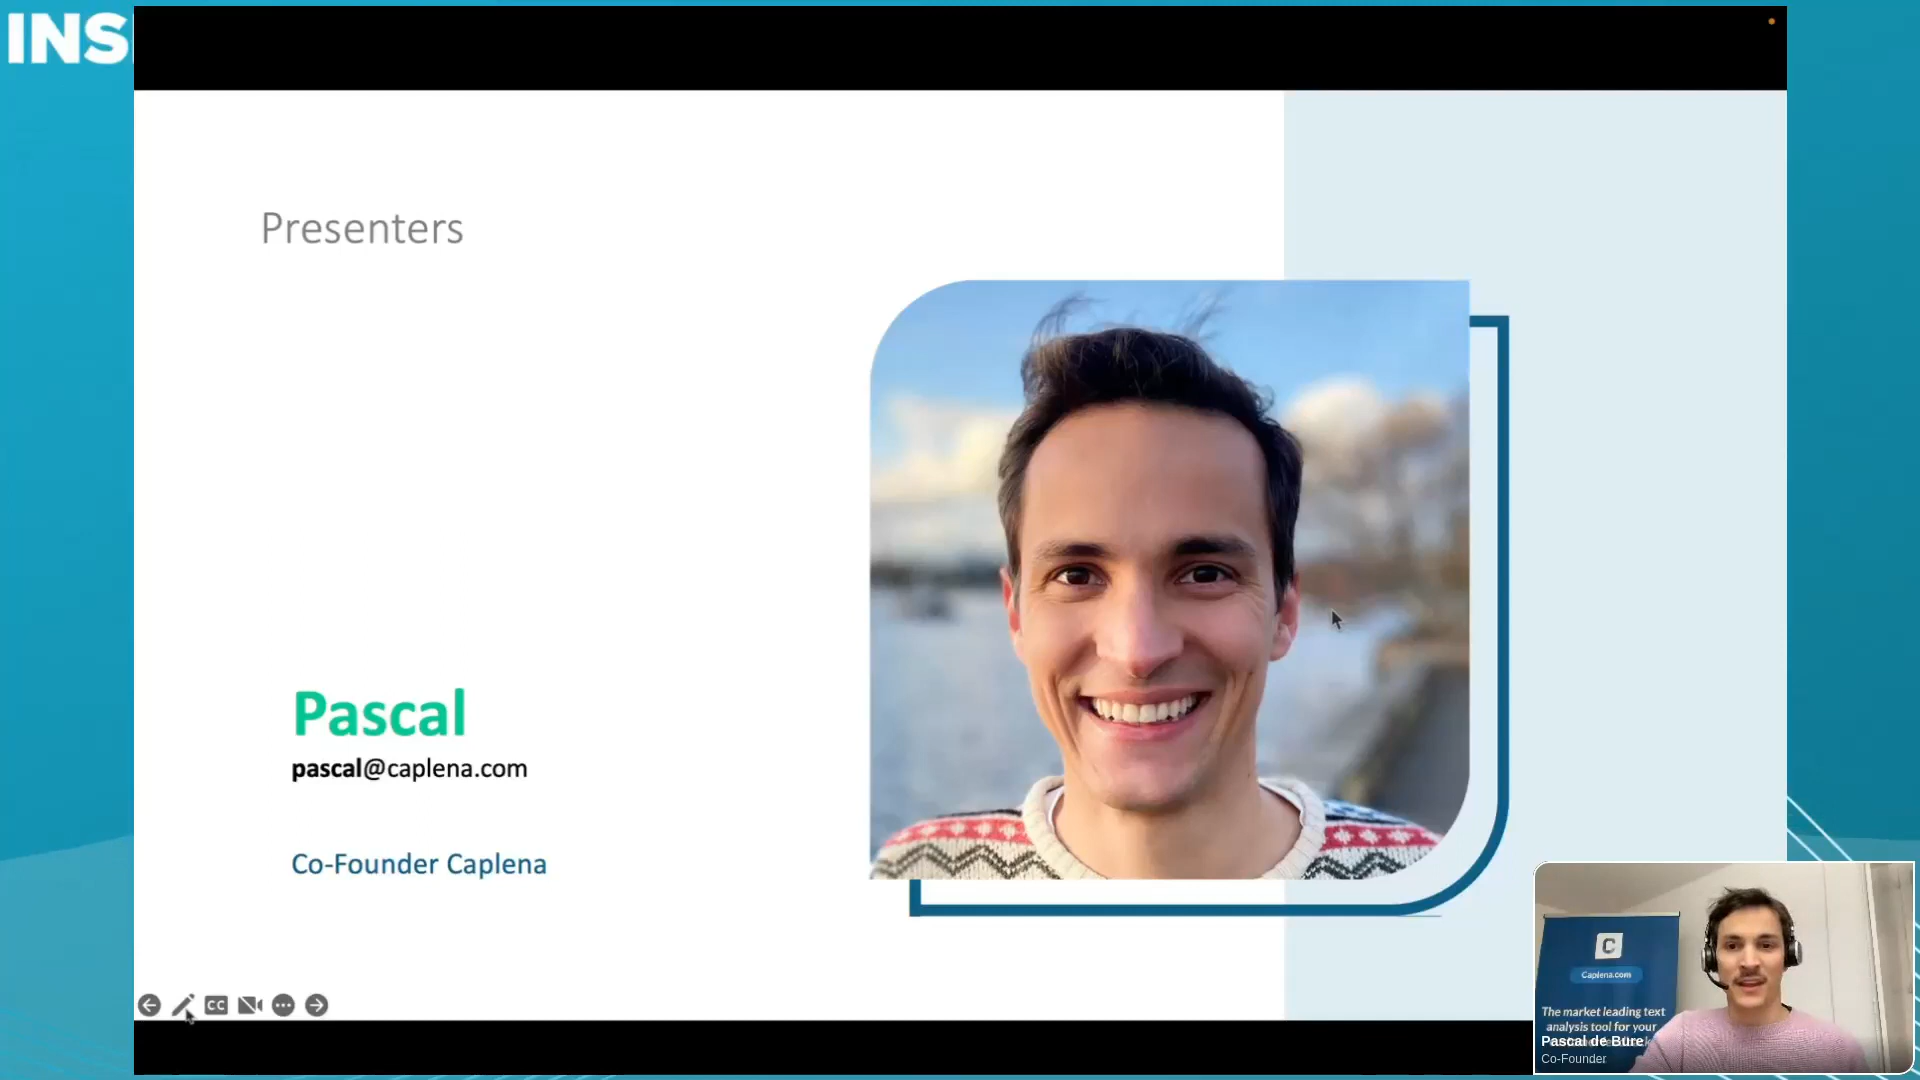 INS
Presenters
Pascal
pascal@caplena.com
Co-Founder Caplena
CC
C
Caplena.com
The market leading text
analysis tool for your
Pascal de Bure
Co-Founder